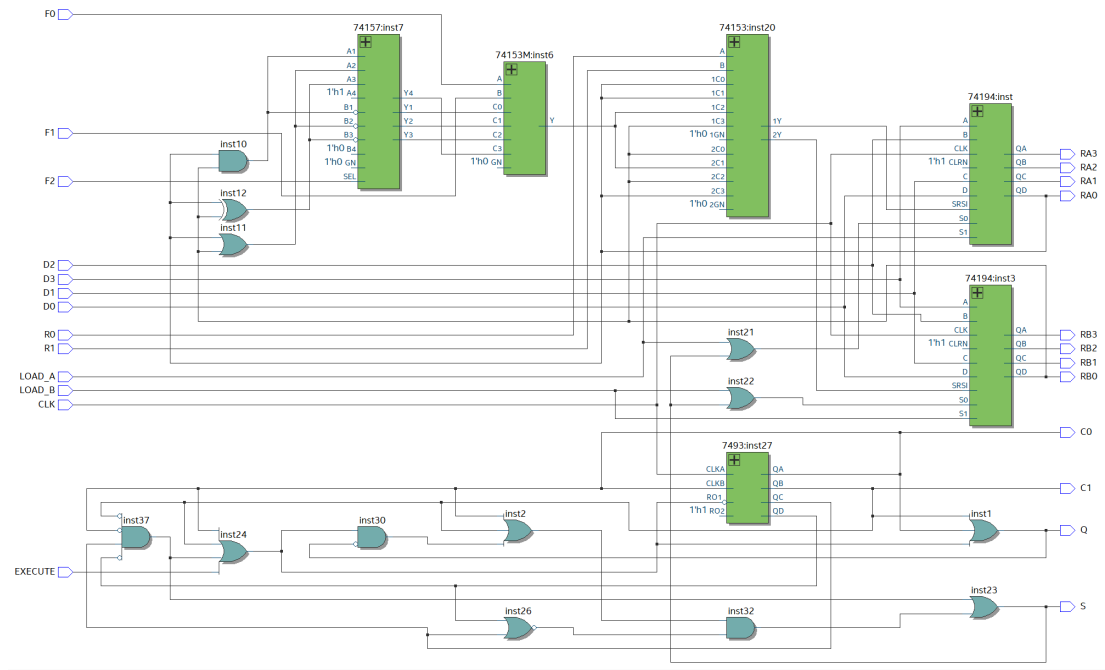 F0
F1
F2
D2
D3
D1
D0
R0
R1
LOAD_A
LOAD_B
CLK
EXECUTE
inst10
inst12
inst11
74157:inst7
A1
A2
A3
1'h1 A4
B1
B2
B3
1'h0 B4
1'h0 GN
SEL
Y4
Y1
Y2
Y3
74153M:inst6
A
B
C0
C1
C2
C3
1'h0 GN
Y
74153:inst20
A
B
1C0
1C1
1C2
1C3
1'h0 1GN
2C0
2C1
2C2
2C3
1'h0 2GN
1Y
2Y
74194:inst
A
B
CLK
1'h1 CLRN
C
D
SRSI
S0
S1
QA
QB
QC
QD
RA3
RA2
RA1
RA0
74194:inst3
A
B
CLK
1'h1 CLRN
C
D
SRSI
S0
S1
QA
QB
QC
QD
RB3
RB2
RB1
RB0
inst21
inst22
7493:inst27
CLKA
CLKB
RO1
1'h1 RO2
QA
QB
QC
QD
C0
C1
Q
S
inst37
inst24
inst30
inst2
inst26
inst32
inst1
inst23